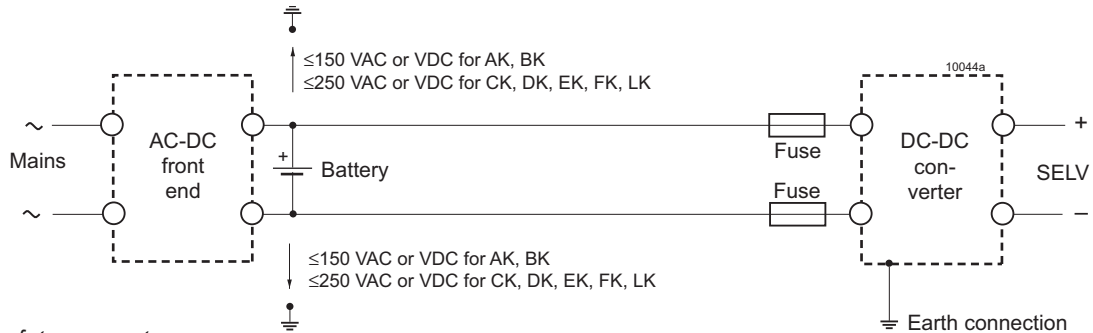 ≤150 VAC or VDC for AK, BK
≤250 VAC or VDC for CK, DK, EK, FK, LK
10044a
~
Mains
~
AC-DC
front
end
+
Battery
Fuse
Fuse
DC-DC
con-
verter
+
SELV
–
≤150 VAC or VDC for AK, BK
≤250 VAC or VDC for CK, DK, EK, FK, LK
Earth connection